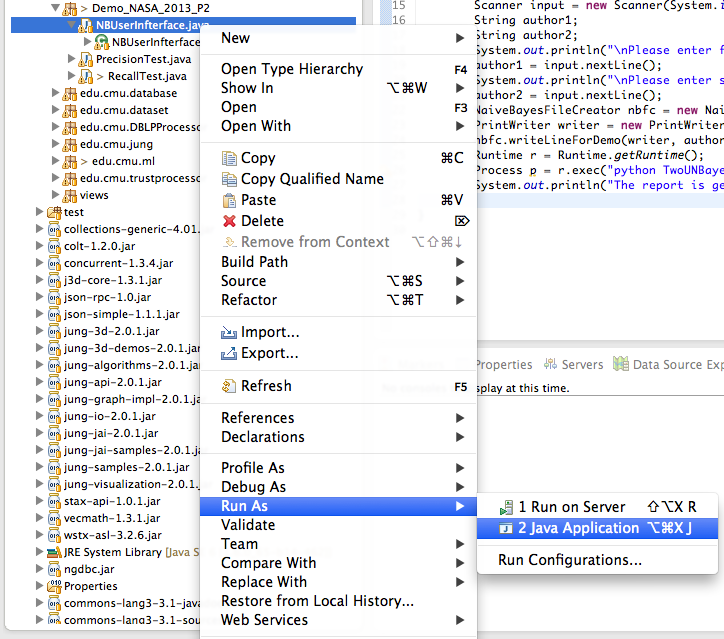 > Demo_NASA_2013_P2
NBUserInfterface.java
NBUserInfterface
PrecisionTest.java
> RecallTest.java
edu.cmu.database
edu.cmu.dataset
edu.cmu.DBLPProcesso
edu.cmu.jung
> edu.cmu.ml
edu.cmu.trustprocesso
views
test
collections-generic-4.01.
colt-1.2.0.jar
concurrent-1.3.4.jar
j3d-core-1.3.1.jar
json-rpc-1.0.jar
json-simple-1.1.1.jar
jung-3d-2.0.1.jar
jung-3d-demos-2.0.1.jar
jung-algorithms-2.0.1.jar
jung-api-2.0.1.jar
jung-graph-impl-2.0.1.ja
jung-io-2.0.1.jar
jung-jai-2.0.1.jar
jung-jai-samples-2.0.1.ja
jung-samples-2.0.1.jar
jung-visualization-2.0.1.
stax-api-1.0.1.jar
vecmath-1.3.1.jar
wstx-asl-3.2.6.jar
JRE System Library [Java S
ngdbc.jar
Properties
commons-lang3-3.1-java
commons-lang3-3.1-sou
New
Open Type Hierarchy F4
Show In ⌥⌘W
Open F3
Open With
Copy ⌘C
Copy Qualified Name
Paste ⌘V
Delete ⌦
Remove from Context ⌥⇧⌘↓
Build Path
Source ⌥⌘S
Refactor ⌥⌘T
Import...
Export...
Refresh F5
References
Declarations
Profile As
Debug As
Run As
Validate
Team
Compare With
Replace With
Restore from Local History...
Web Services
1 Run on Server ⇧⌥X R
2 Java Application ⌥⌘X J
Run Configurations...
15 Scanner input = new Scanner(System.i
16 String author1;
String author2;
System.out.println("\nPlease enter f
author1 = input.nextLine();
System.out.println("\nPlease enter s
author2 = input.nextLine();
NaiveBayesFileCreator nbfc = new Nai
PrintWriter writer = new PrintWriter
nbfc.writeLineForDemo(writer, author
Runtime r = Runtime.getRuntime();
Process p = r.exec("python TwoUNBaye
System.out.println("The report is ge
Properties Servers Data Source Exp
splay at this time.